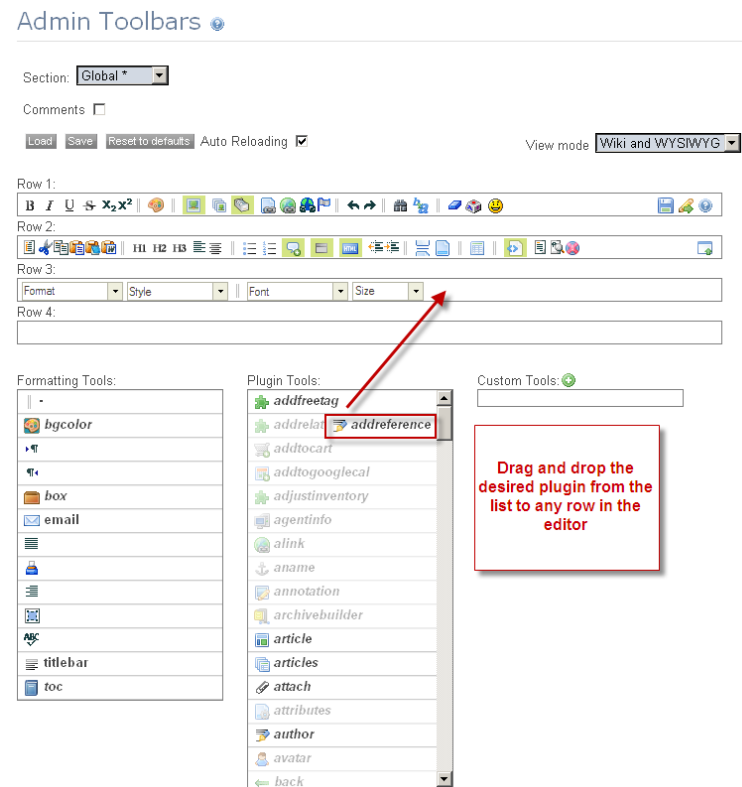 Admin Toolbars
Section: Global *
Comments
Load Save Reset to defaults Auto Reloading View mode Wiki and WYSIWYG
Row 1:
B I U S X2 X2
Row 2:
H1 H2 H3 HTML
Row 3:
Format Style Font Size
Row 4:
Formatting Tools: Plugin Tools: Custom Tools:
- addfreetag
bgcolor addrelat addreference
¶ addtocart
¶ addtogooglecal
box adjustinventory
email agentinfo
alink
aname
annotation
archivebuilder
ABC article
titlebar articles
toc attach
attributes
author
avatar
back
Drag and drop the
desired plugin from the
list to any row in the
editor